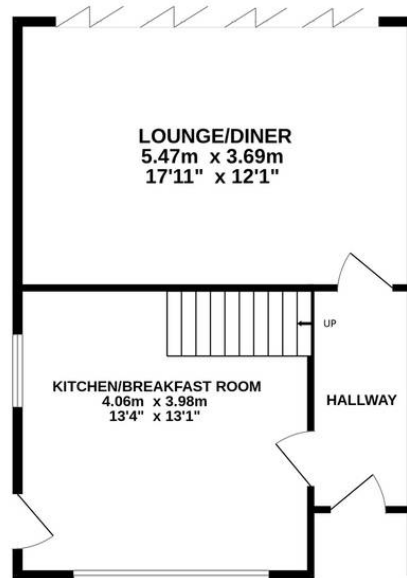 LOUNGE/DINER
5.47m x 3.69m
17'11" x 12'1"
UP
KITCHEN/BREAKFAST ROOM
4.06m x 3.98m
13'4" x 13'1"
HALLWAY